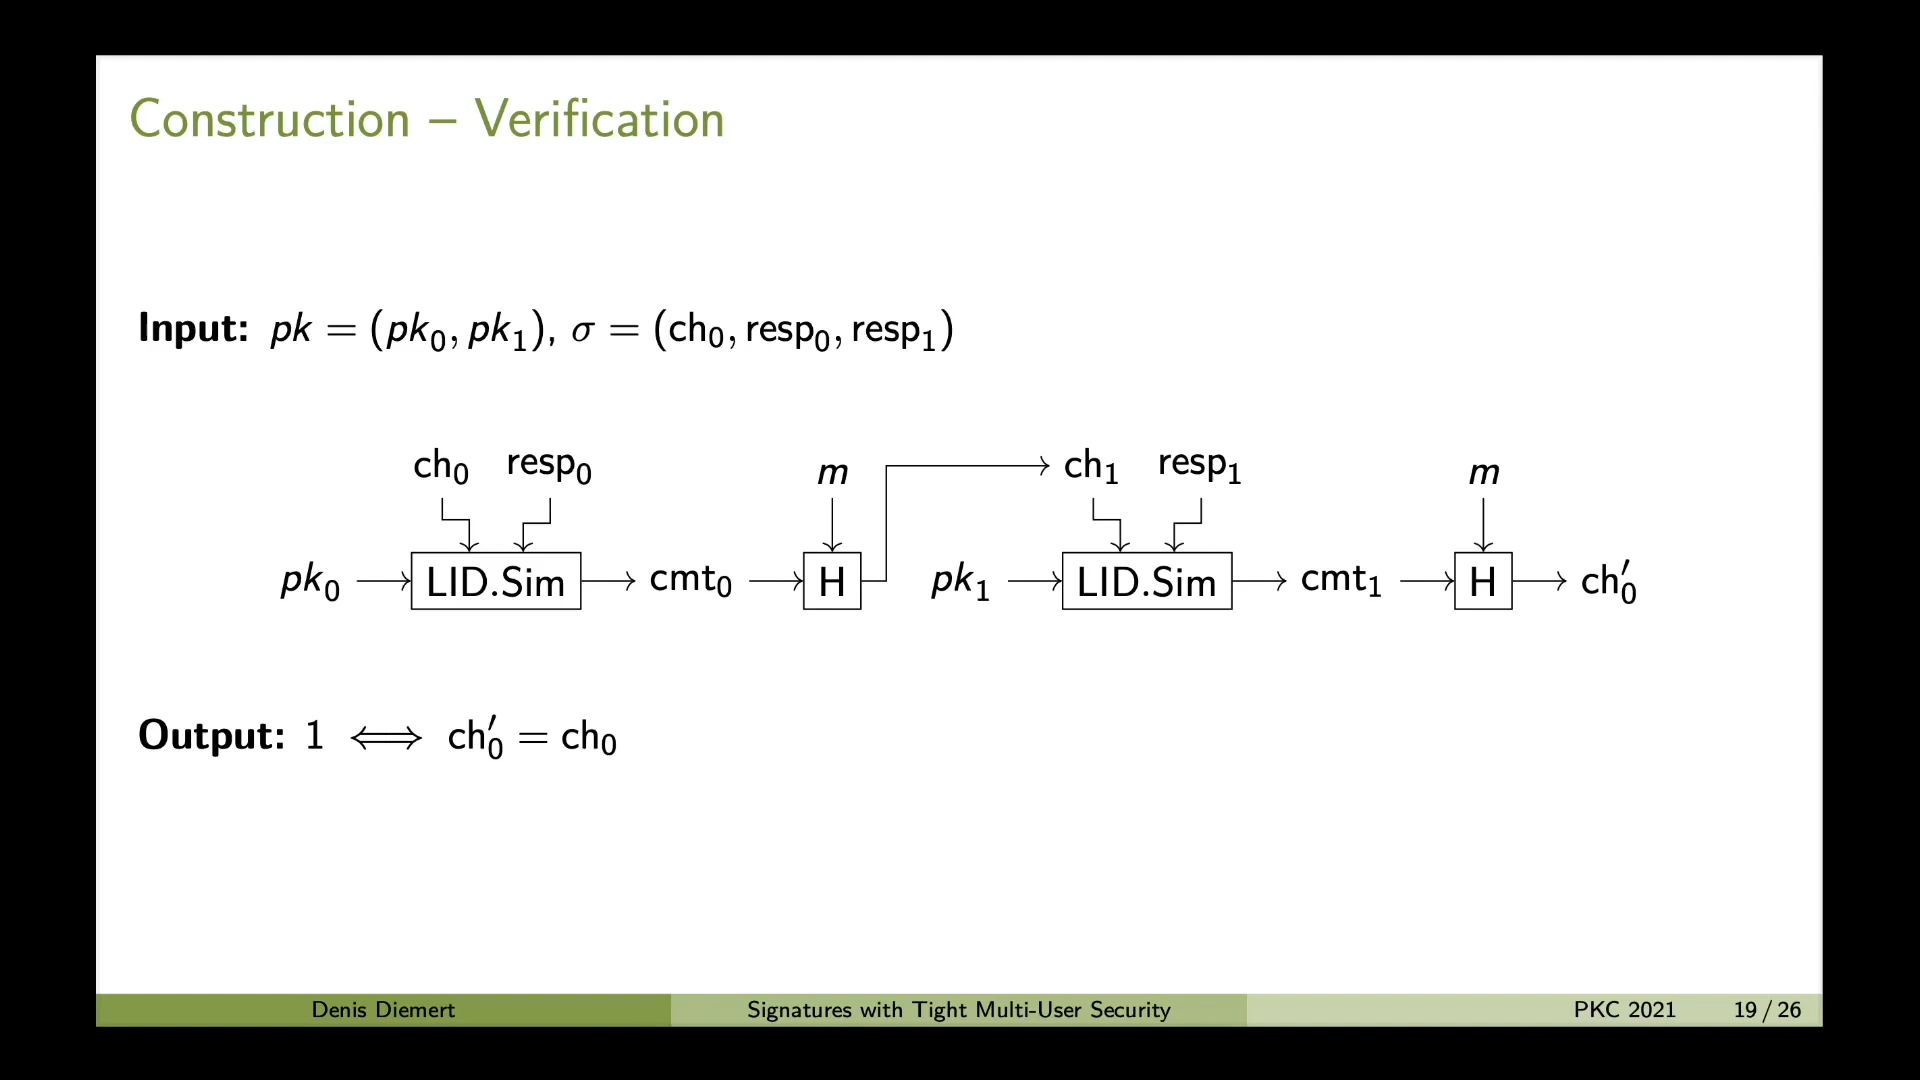 Construction – Verification
Input: pk = (pk₀, pk₁), σ = (ch₀, resp₀, resp₁)
ch₀ resp₀ m ch₁ resp₁ m
pk₀ LID.Sim cmt₀ H pk₁ LID.Sim cmt₁ H ch′₀
Output: 1 ⟺ ch′₀ = ch₀
Denis Diemert Signatures with Tight Multi-User Security PKC 2021 19 / 26